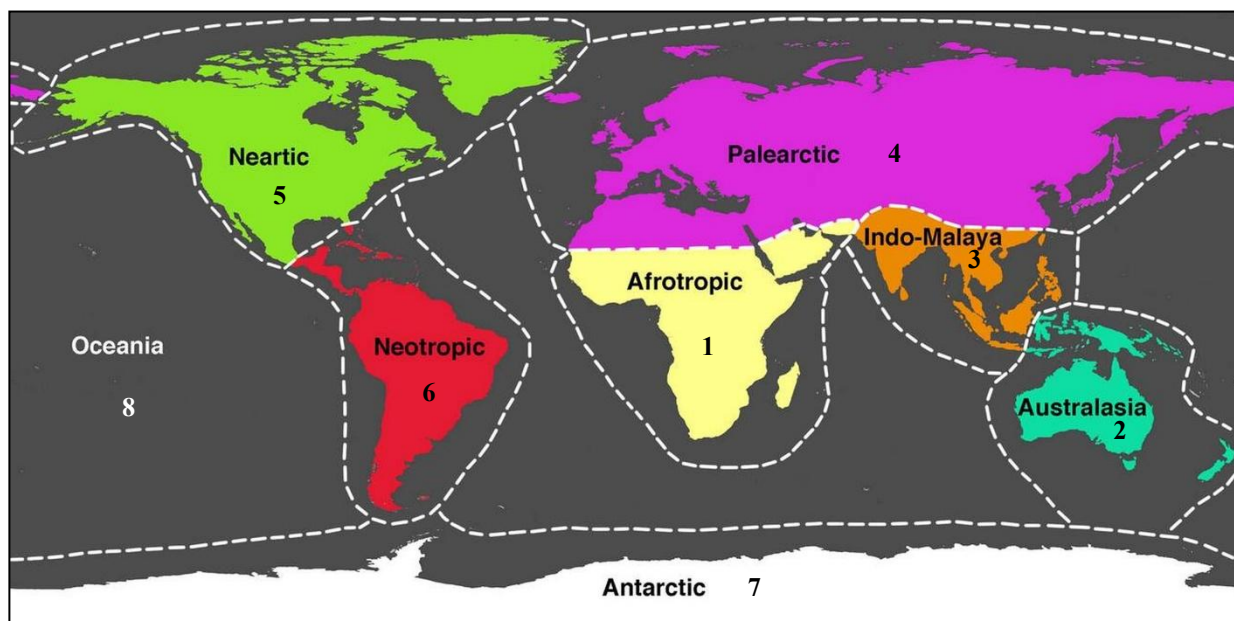 Neartic
5
Palearctic 4
Indo-Malaya
3
Afrotropic
1
Oceania
8
Neotropic
6
Australasia
2
Antarctic 7